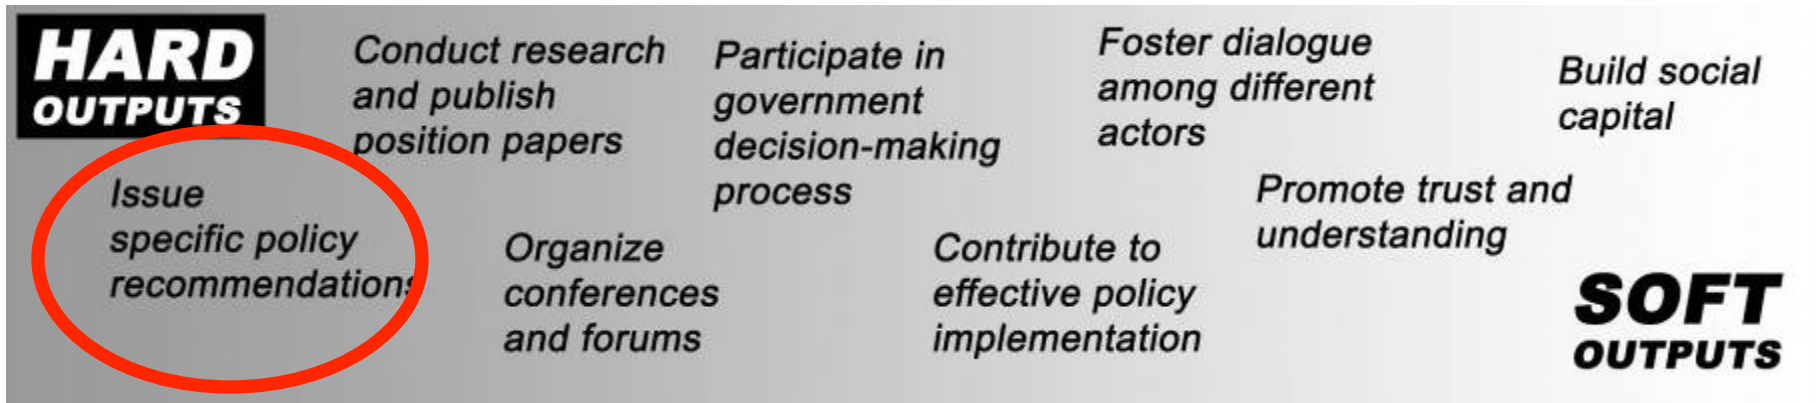 HARD
OUTPUTS
Conduct research
and publish
position papers
Participate in
government
decision-making
process
Foster dialogue
among different
actors
Build social
capital
Issue
specific policy
recommendations
Organize
conferences
and forums
Contribute to
effective policy
implementation
Promote trust and
understanding
SOFT
OUTPUTS